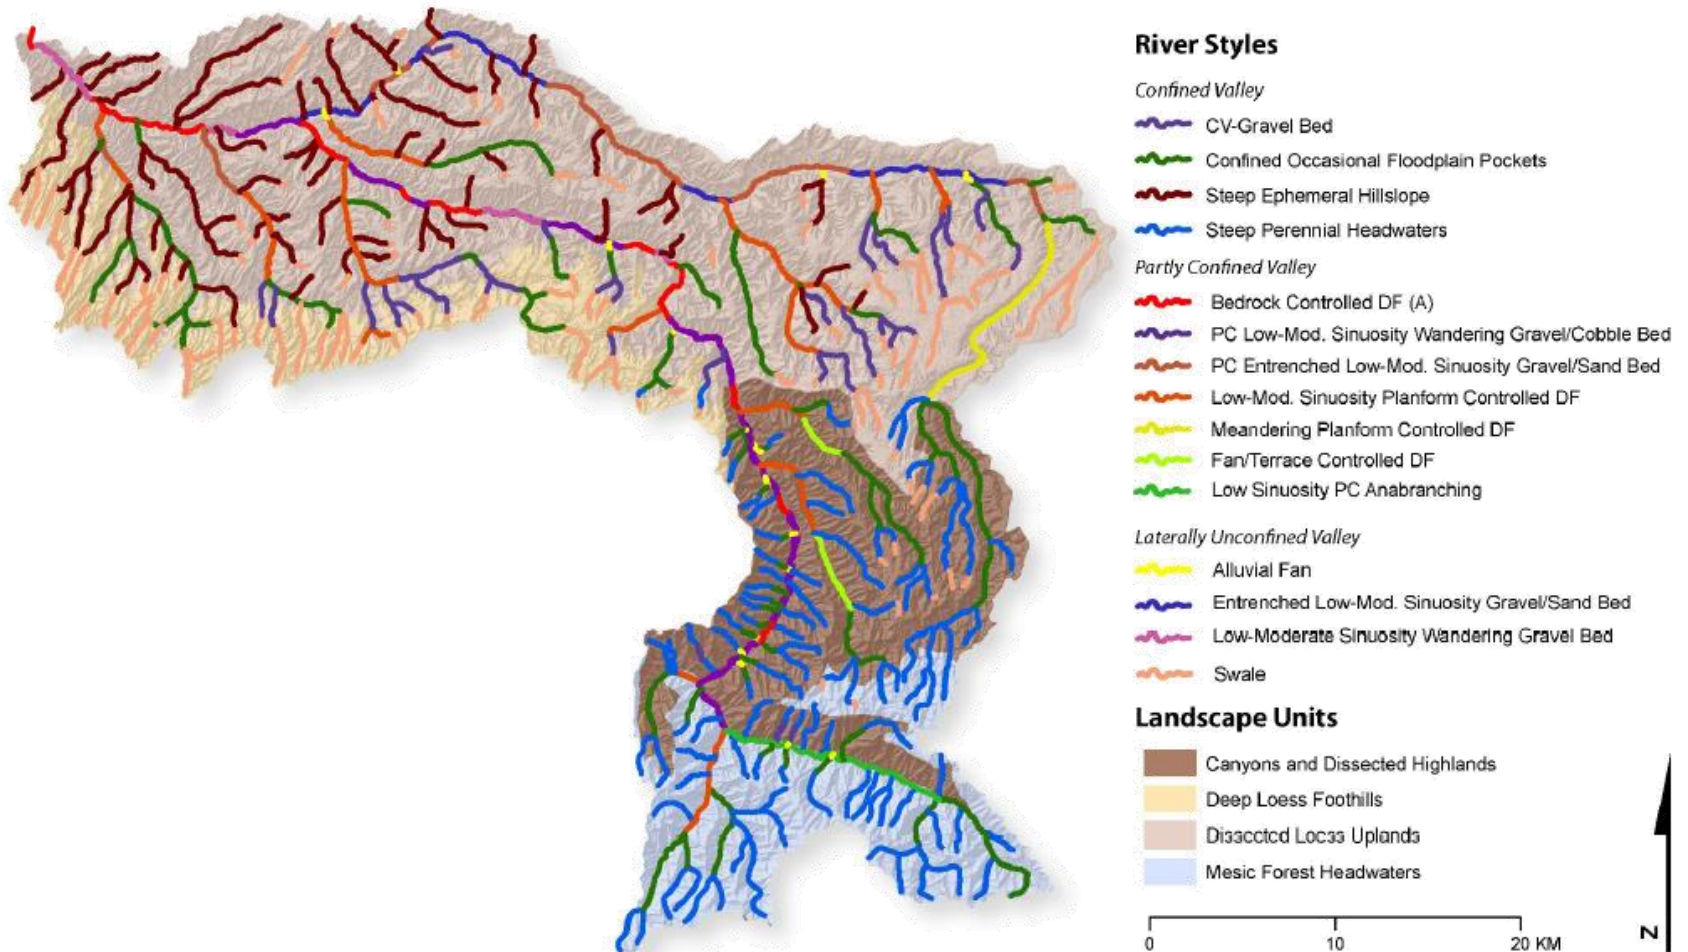 River Styles
Confined Valley
CV-Gravel Bed
Confined Occasional Floodplain Pockets
Steep Ephemeral Hillslope
Steep Perennial Headwaters
Partly Confined Valley
Bedrock Controlled DF (A)
PC Low-Mod. Sinuosity Wandering Gravel/Cobble Bed
PC Entrenched Low-Mod. Sinuosity Gravel/Sand Bed
Low-Mod. Sinuosity Planform Controlled DF
Meandering Planform Controlled DF
Fan/Terrace Controlled DF
Low Sinuosity PC Anabranching
Laterally Unconfined Valley
Alluvial Fan
Entrenched Low-Mod. Sinuosity Gravel/Sand Bed
Low-Moderate Sinuosity Wandering Gravel Bed
Swale
Landscape Units
Canyons and Dissected Highlands
Deep Loess Foothills
Dissected Loess Uplands
Mesic Forest Headwaters
0 10 20 KM
N